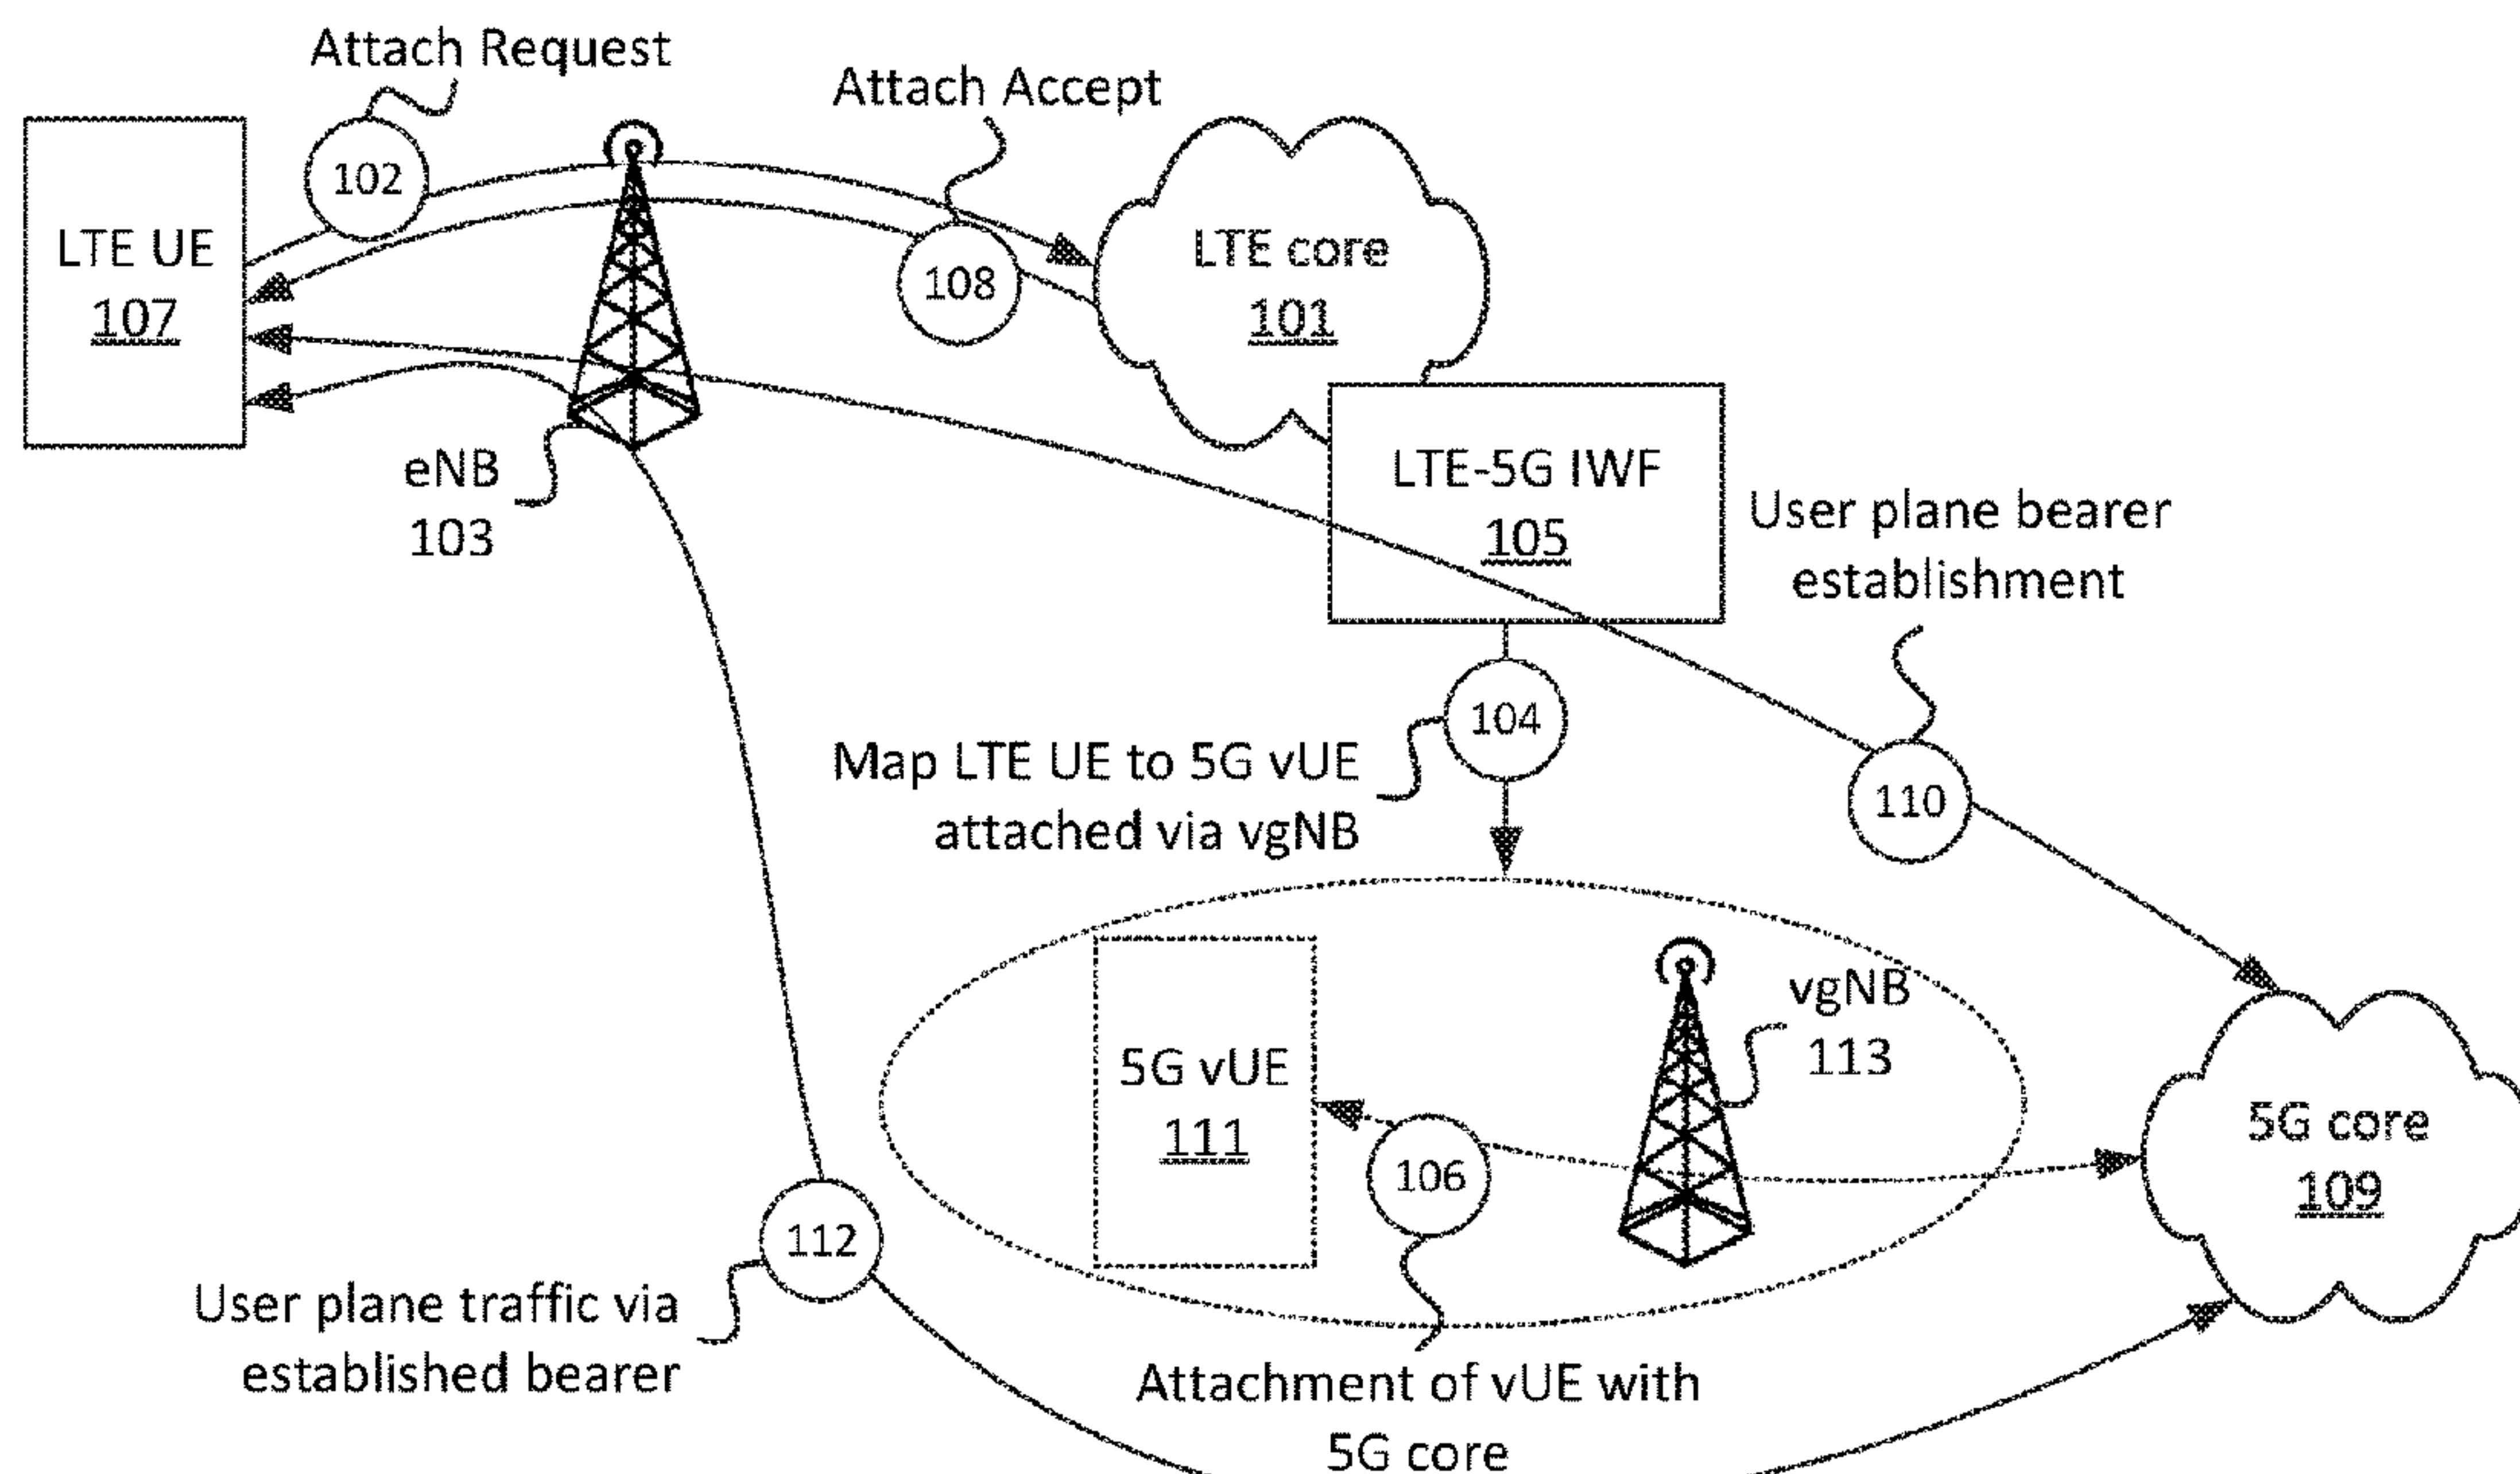 Attach Request
Attach Accept
102
LTE UE
107
108
LTE core
101
eNB
103
LTE-5G IWF
105
User plane bearer
establishment
104
Map LTE UE to 5G vUE
attached via vgNB
110
vgNB
113
5G vUE
111
106
5G core
109
112
User plane traffic via
established bearer
Attachment of vUE with
5G core